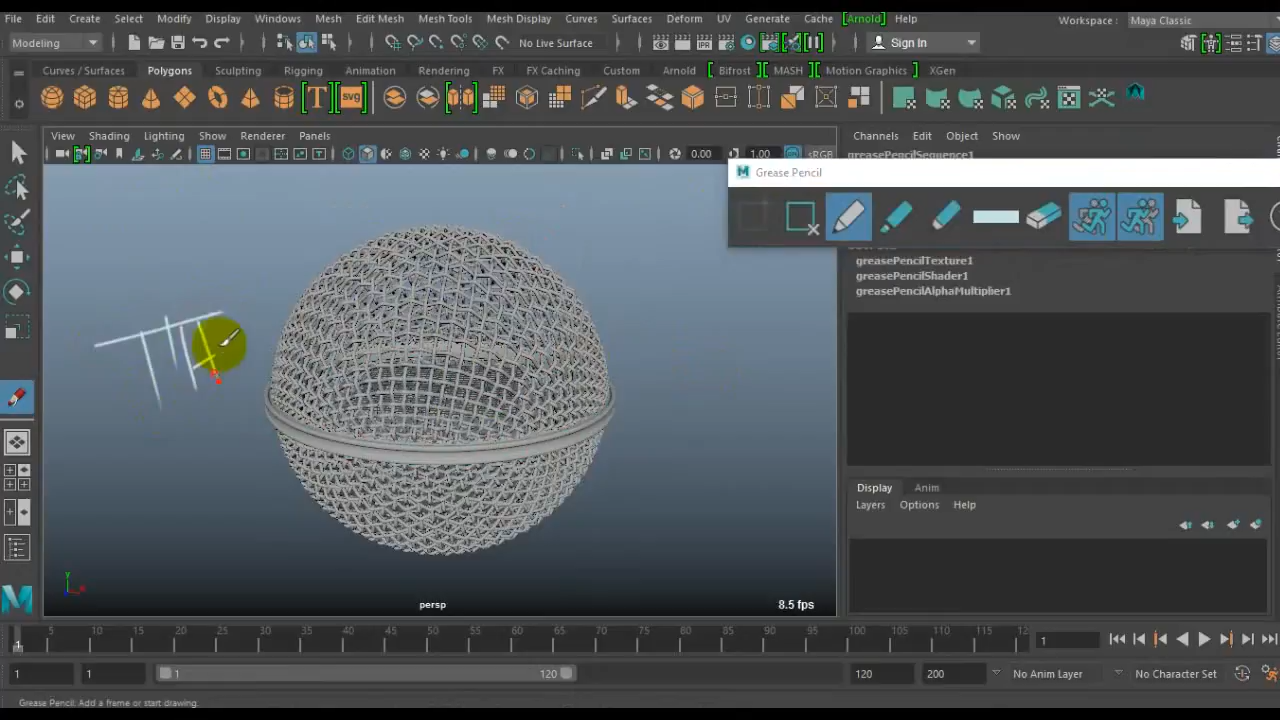 File Edit Create Select Modify Display Windows Mesh Edit Mesh Mesh Tools Mesh Display Curves Surfaces Deform UV Generate Cache [Arnold] Help Workspace : Maya Classic
Modeling No Live Surface Sign In
Curves / Surfaces Polygons Sculpting Rigging Animation Rendering FX FX Caching Custom Arnold Bifrost MASH Motion Graphics XGen
T svg
View Shading Lighting Show Renderer Panels Channels Edit Object Show
0.00 1.00 sRGB greasePencilSequence1
Grease Pencil
greasePencilTexture1
greasePencilShader1
greasePencilAlphaMultiplier1
Display Anim
Layers Options Help
persp 8.5 fps
1 5 10 15 20 25 30 35 40 45 50 55 60 65 70 75 80 85 90 95 100 105 110 115 12 1
1 1 1 120 120 200 No Anim Layer No Character Set
Grease Pencil: Add a frame or start drawing.